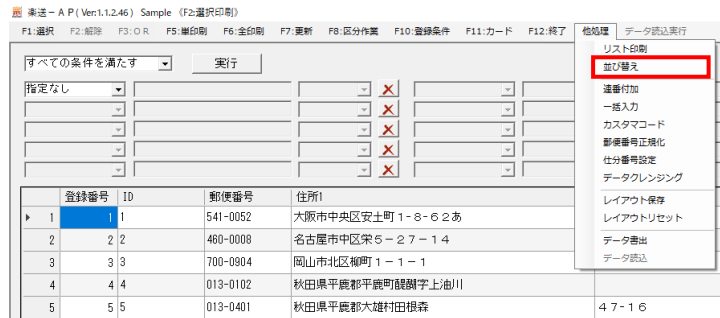 楽送－ＡＰ( Ver:1.1.2.46 ) Sample 《F2:選択印刷》
F1:選択 F2:解除 F3:ＯＲ F5:単印刷 F6:全印刷 F7:更新 F8:区分作業 F10:登録条件 F11:カード F12:終了 他処理 データ読込実行
すべての条件を満たす 実行
指定なし
リスト印刷
並び替え
連番付加
一括入力
カスタマコード
郵便番号正規化
仕分番号設定
データクレンジング
レイアウト保存
レイアウトリセット
データ書出
データ読込
登録番号 ID 郵便番号 住所1
1 1 1 541-0052 大阪市中央区安土町１-８-６２あ
2 2 2 460-0008 名古屋市中区栄５－２７－１４
3 3 3 700-0904 岡山市北区柳町１－１－１
4 4 4 013-0102 秋田県平鹿郡平鹿町醍醐字上油川
5 5 5 013-0401 秋田県平鹿郡大雄村田根森 ４７-１６